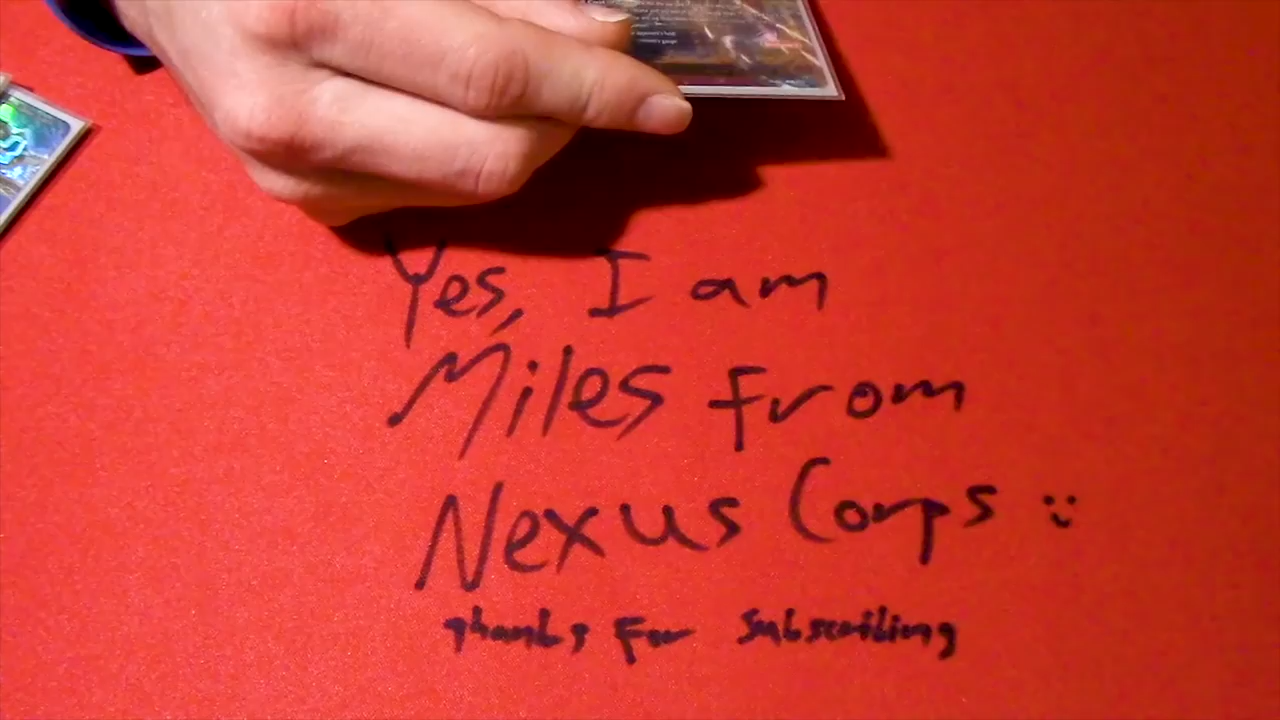 Yes, I am
Miles from
Nexus Corps :)
thanks for subscribing